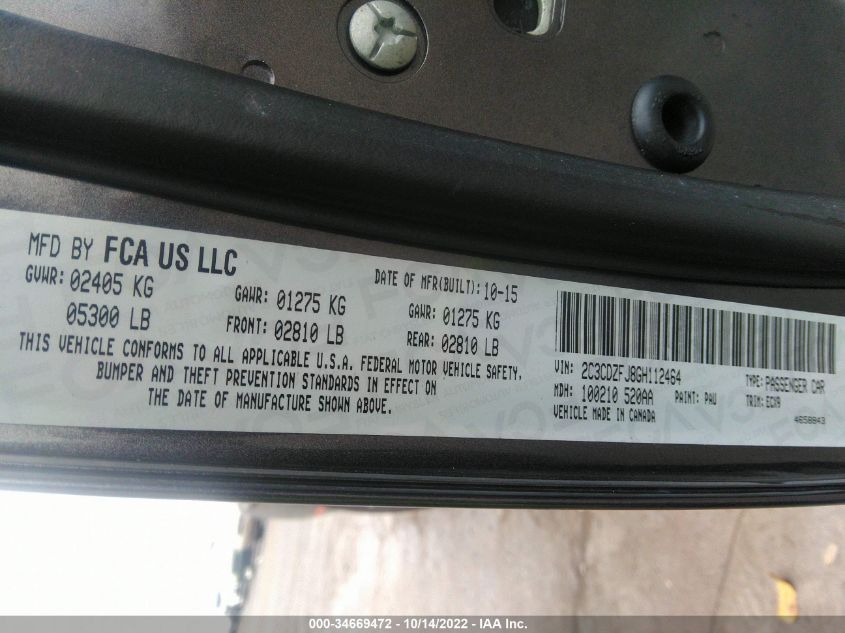 MFD BY FCA US LLC
DATE OF MFR(BUILT): 10-15
GVWR: 02405 KG
GAWR: 01275 KG
GAWR: 01275 KG
05300 LB
FRONT: 02810 LB
REAR: 02810 LB
THIS VEHICLE CONFORMS TO ALL APPLICABLE U.S.A. FEDERAL MOTOR VEHICLE SAFETY,
BUMPER AND THEFT PREVENTION STANDARDS IN EFFECT ON
THE DATE OF MANUFACTURE SHOWN ABOVE.
VIN: 2C3CDZFJ8GH112464
TYPE: PASSENGER CAR
MDH: 100210 520AA
PAINT: PAU
TRIM: ECX9
VEHICLE MADE IN CANADA
4658843
000-34669472 - 10/14/2022 - IAA Inc.